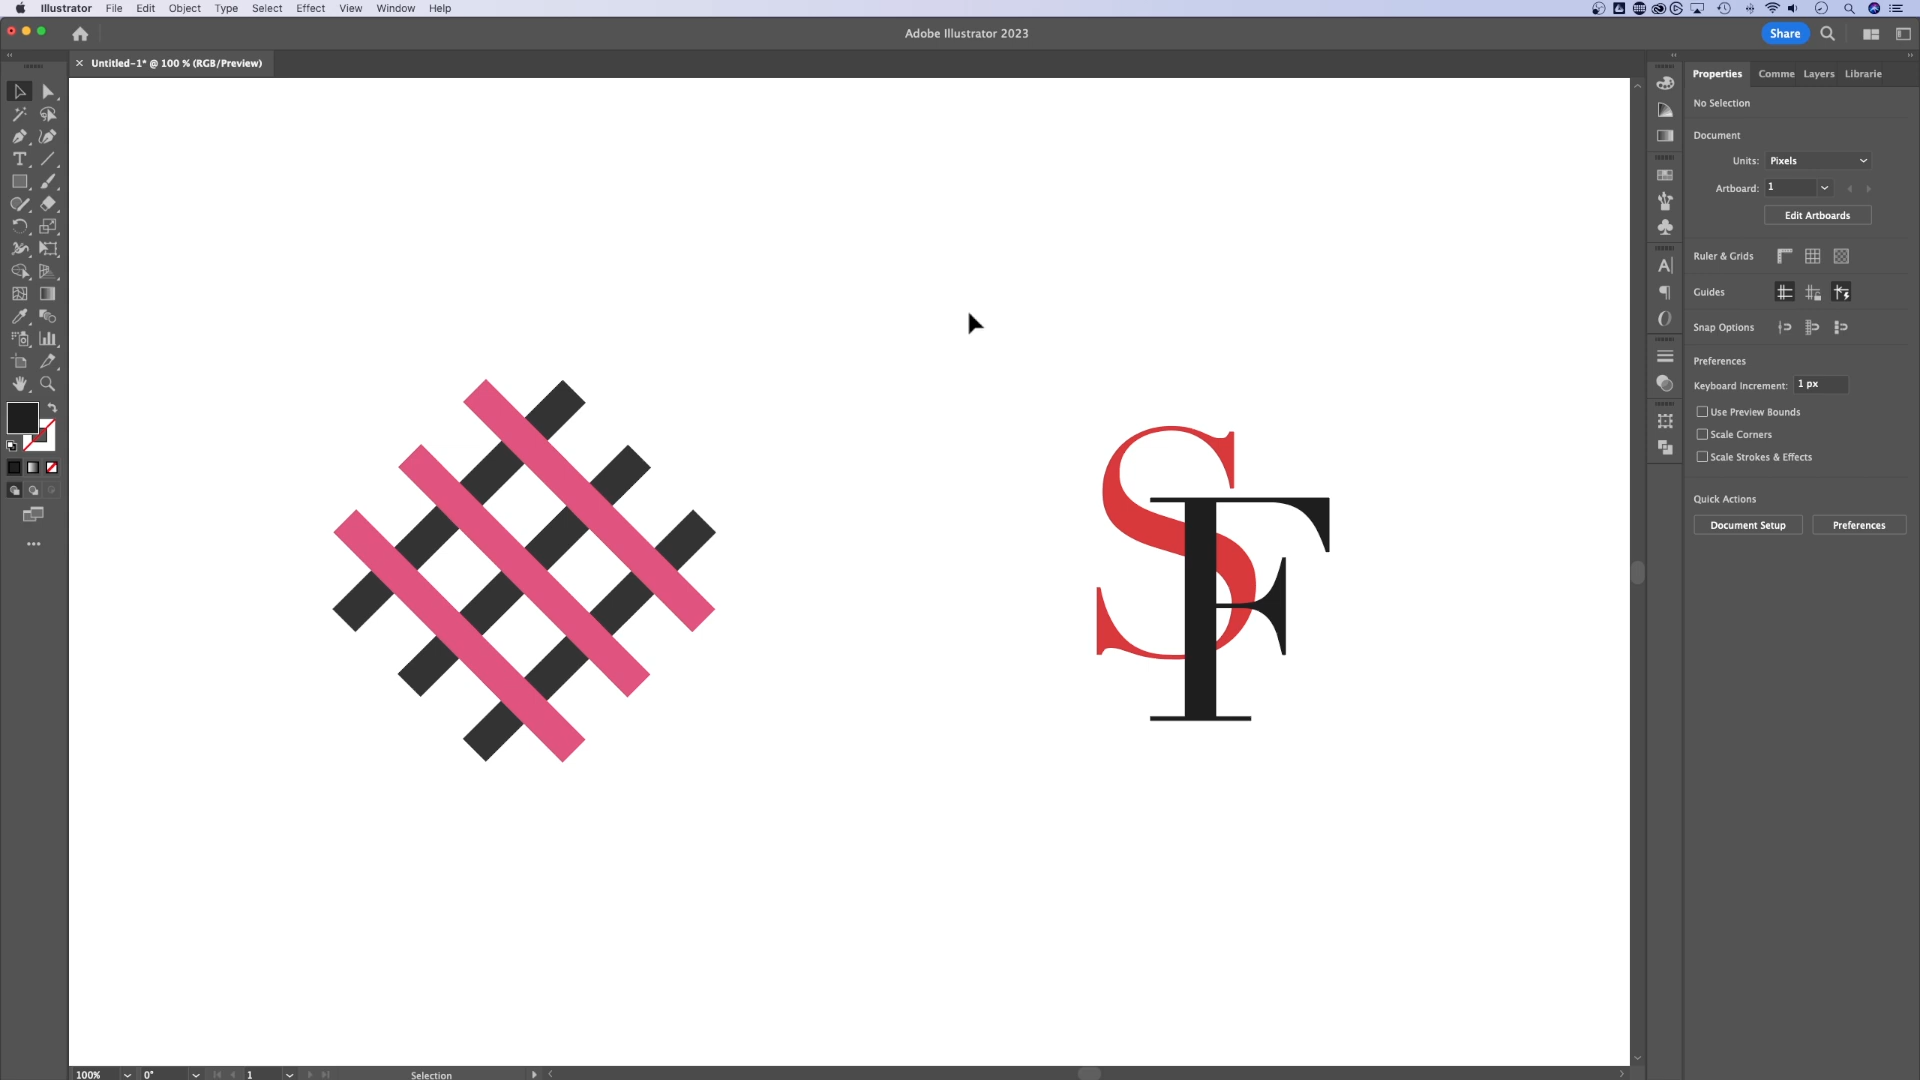 Illustrator File Edit Object Type Select Effect View Window Help
Adobe Illustrator 2023
Share
Untitled-1* @ 100 % (RGB/Preview)
Properties Comme Layers Librarie
No Selection
Document
Units: Pixels
Artboard: 1
Edit Artboards
Ruler & Grids
Guides
Snap Options
Preferences
Keyboard Increment: 1 px
Use Preview Bounds
Scale Corners
Scale Strokes & Effects
Quick Actions
Document Setup Preferences
S
F
100% 0° 1 Selection